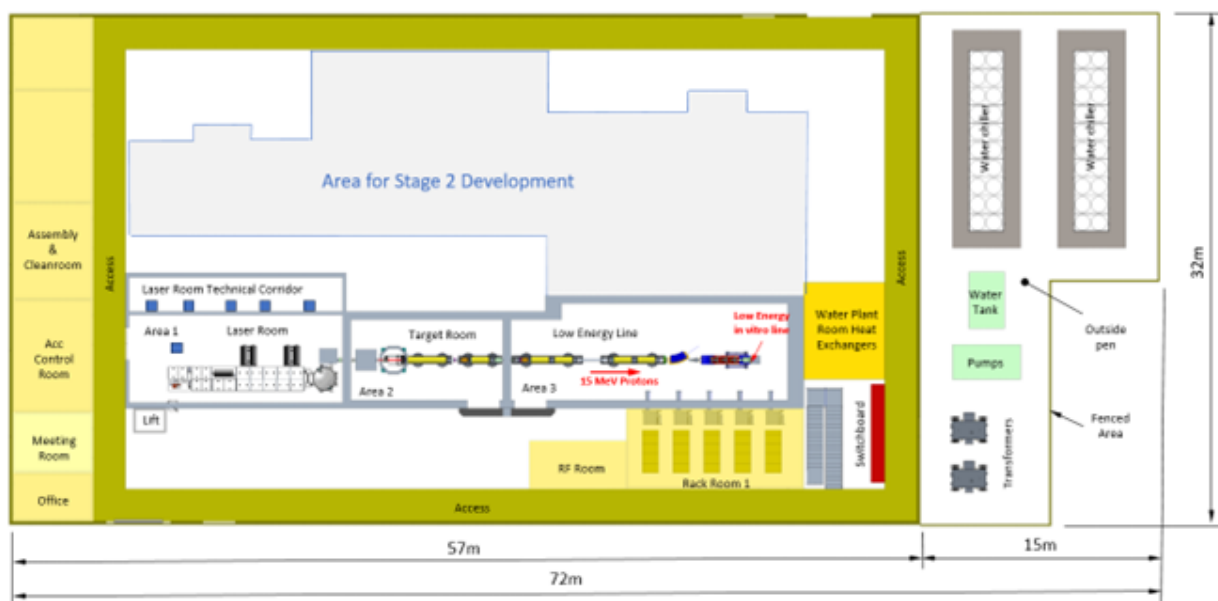 Area for Stage 2 Development
Assembly
&
Cleanroom
Acc
Control
Room
Meeting
Room
Office
Access
Laser Room Technical Corridor
Area 1
Laser Room
Lift
Target Room
Area 2
Low Energy Line
Low Energy
in vitro line
15 MeV Protons
Area 3
RF Room
Rack Room 1
Access
Water Plant
Room Heat
Exchangers
Switchboard
Access
Water chiller
Water chiller
Water
Tank
Pumps
Outside
pen
Transformers
Fenced
Area
32m
57m
15m
72m